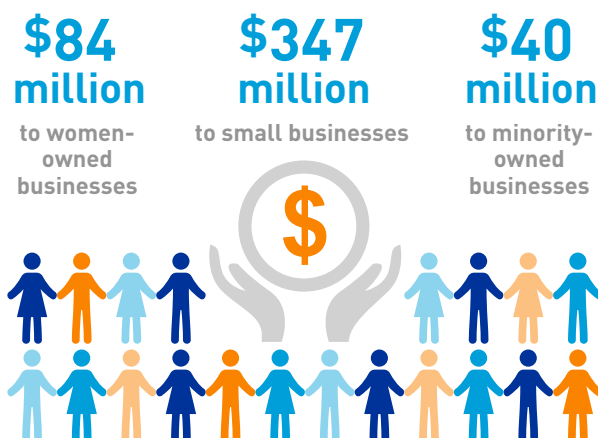 $84
million
to women-
owned
businesses
$347
million
to small businesses
$40
million
to minority-
owned
businesses
$